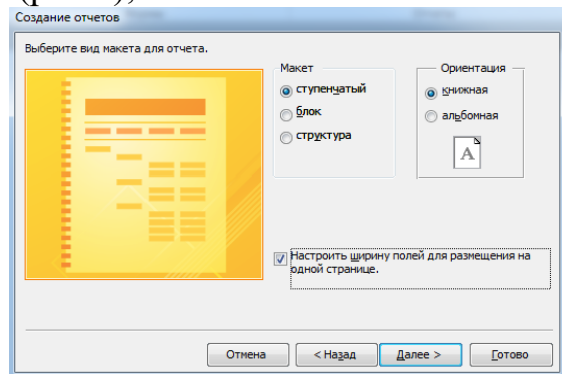 Создание отчетов
Выберите вид макета для отчета.
Макет
ступенчатый
блок
структура
Ориентация
книжная
альбомная
A
Настроить ширину полей для размещения на
одной странице.
Отмена
< Назад
Далее >
Готово